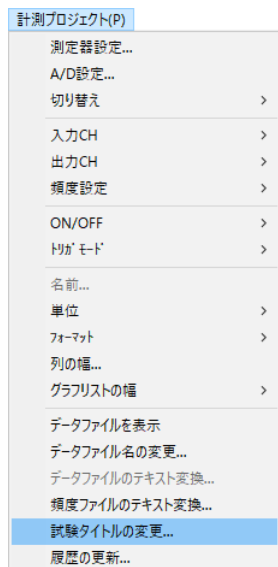 計測プロジェクト(P)
測定器設定...
A/D設定...
切り替え
入力CH
出力CH
頻度設定
ON/OFF
ﾄﾘｶﾞﾓｰﾄﾞ
名前...
単位
ﾌｫｰﾏｯﾄ
列の幅...
グラフリストの幅
データファイルを表示
データファイル名の変更...
データファイルのテキスト変換...
頻度ファイルのテキスト変換...
試験タイトルの変更...
履歴の更新...